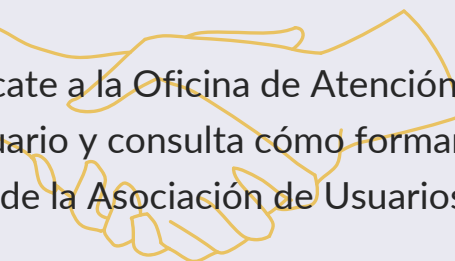 cate a la Oficina de Atención
uario y consulta cómo formar
de la Asociación de Usuarios